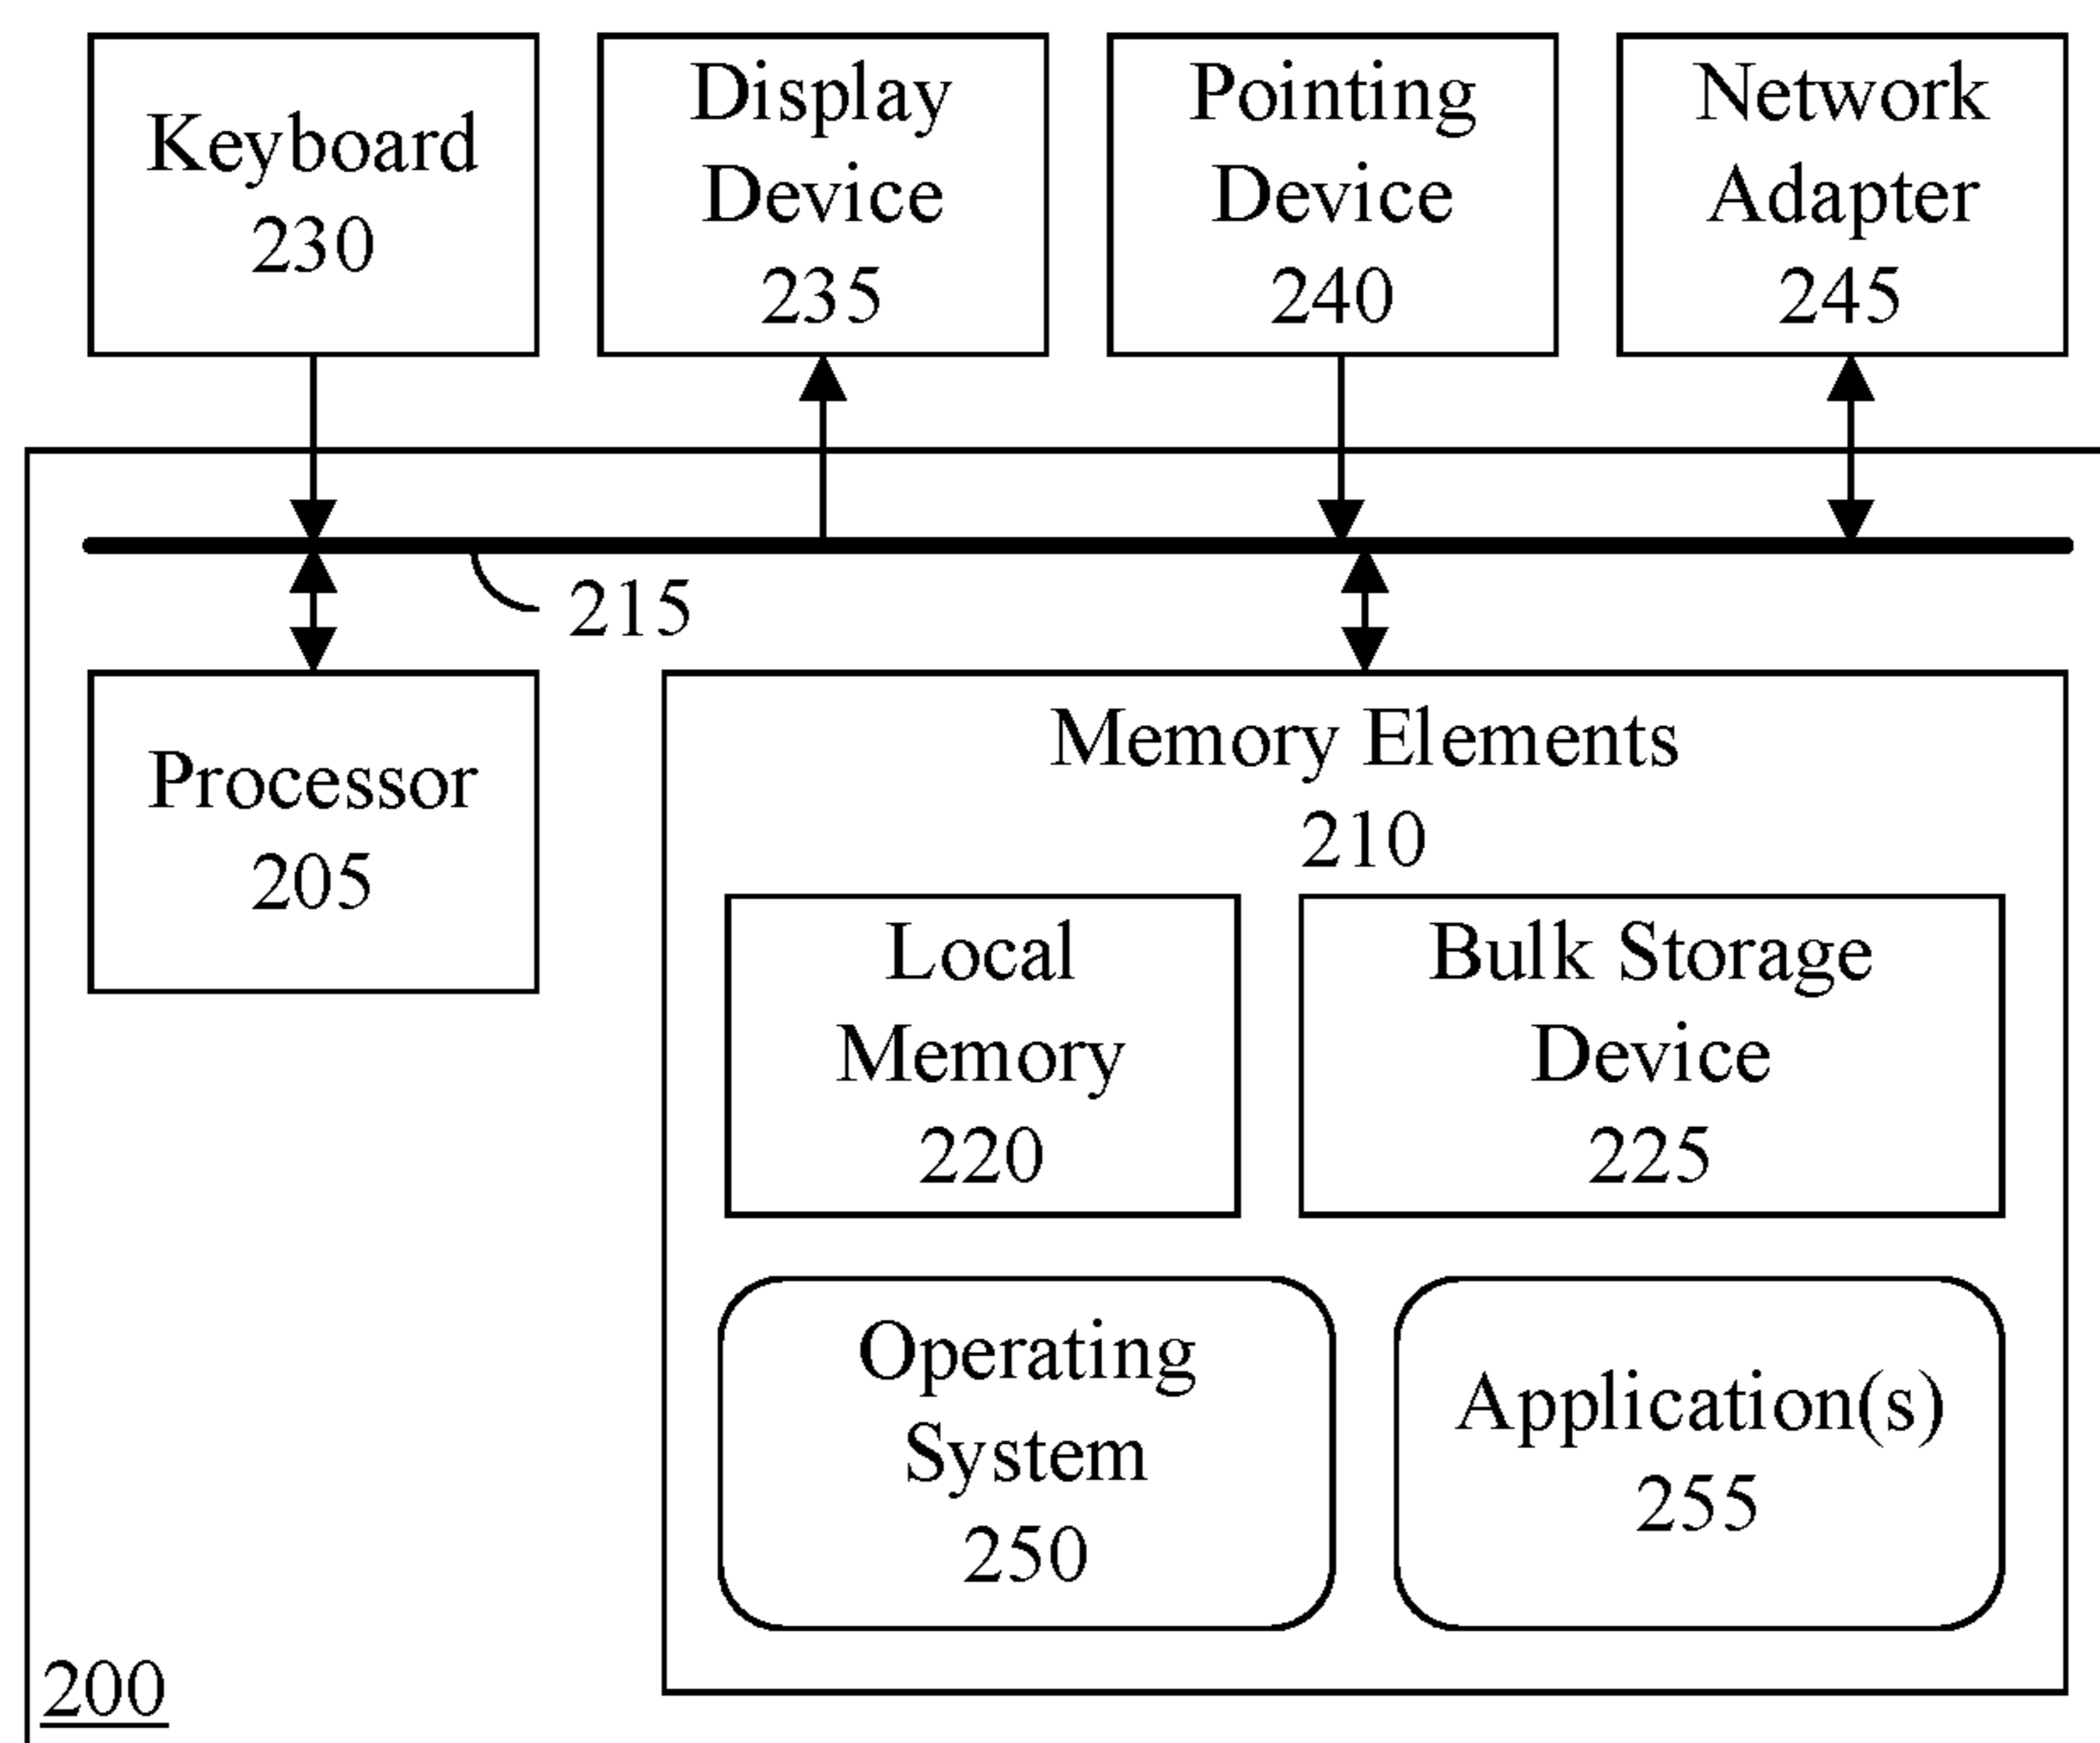 Keyboard
230
Display
Device
235
Pointing
Device
240
Network
Adapter
245
215
Processor
205
Memory Elements
210
Local
Memory
220
Bulk Storage
Device
225
Operating
System
250
Application(s)
255
200